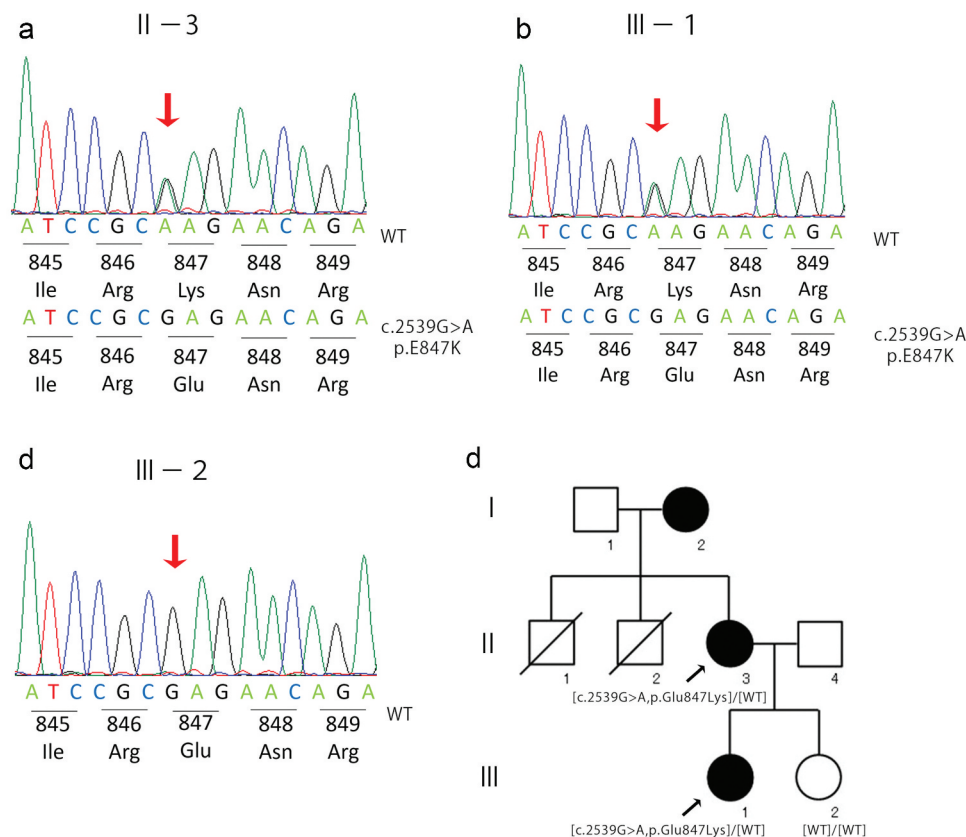 a
II – 3
A T C C G C A A G A A C A G A
WT
845 846 847 848 849
Ile Arg Lys Asn Arg
A T C C G C G A G A A C A G A
c.2539G>A
p.E847K
845 846 847 848 849
Ile Arg Glu Asn Arg
b
III – 1
A T C C G C A A G A A C A G A
WT
845 846 847 848 849
Ile Arg Lys Asn Arg
A T C C G C G A G A A C A G A
c.2539G>A
p.E847K
845 846 847 848 849
Ile Arg Glu Asn Arg
d
III – 2
A T C C G C G A G A A C A G A
WT
845 846 847 848 849
Ile Arg Glu Asn Arg
d
I
1 2
II
1 2 3 4
[c.2539G>A,p.Glu847Lys]/[WT]
III
1 2
[c.2539G>A,p.Glu847Lys]/[WT] [WT]/[WT]